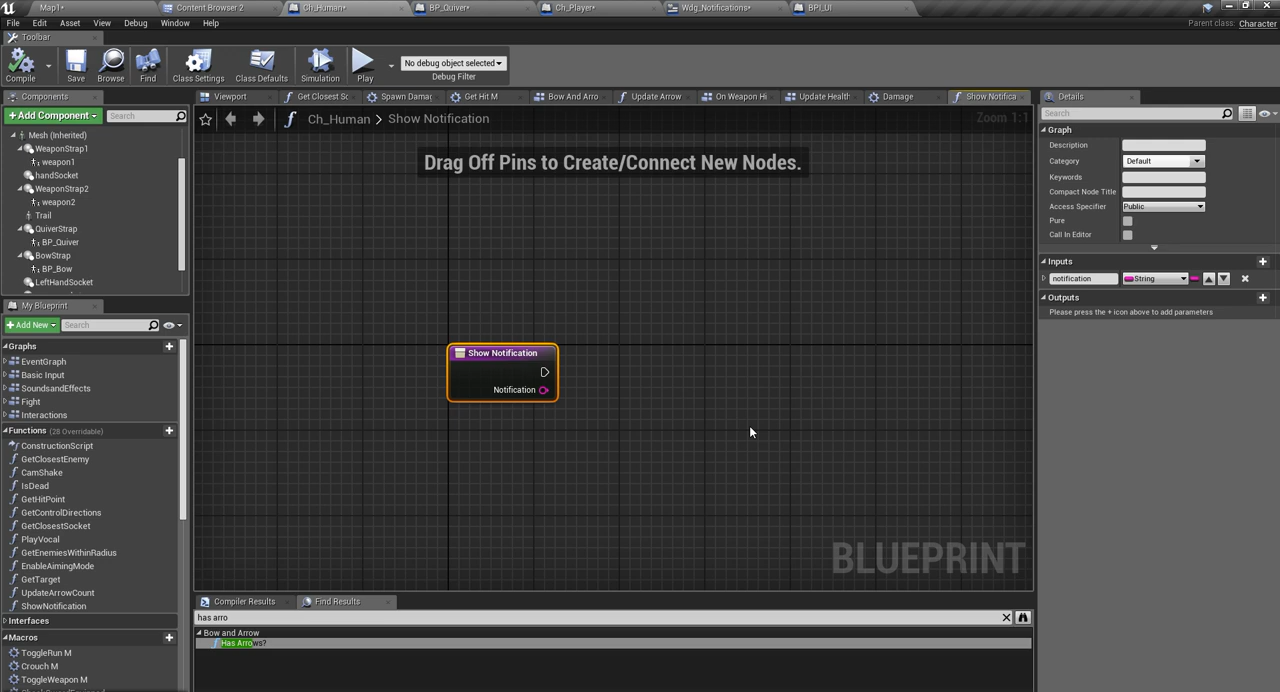 Map1•
Content Browser 2
Ch_Human•
BP_Quiver•
Ch_Player•
Wdg_Notifications•
BPI_UI
File Edit Asset View Debug Window Help
Parent class: Character
Toolbar
Compile
Save
Browse
Find
Class Settings
Class Defaults
Simulation
Play
No debug object selected
Debug Filter
Components
+ Add Component
Search
Mesh (Inherited)
WeaponStrap1
weapon1
handSocket
WeaponStrap2
weapon2
Trail
QuiverStrap
BP_Quiver
BowStrap
BP_Bow
LeftHandSocket
My Blueprint
+ Add New
Search
Graphs
EventGraph
Basic Input
SoundsandEffects
Fight
Interactions
Functions (28 Overridable)
ConstructionScript
GetClosestEnemy
CamShake
IsDead
GetHitPoint
GetControlDirections
GetClosestSocket
PlayVocal
GetEnemiesWithinRadius
EnableAimingMode
GetTarget
UpdateArrowCount
ShowNotification
Interfaces
Macros
ToggleRun M
Crouch M
ToggleWeapon M
Viewport
Get Closest Sc
Spawn Damag
Get Hit M
Bow And Arro
Update Arrow
On Weapon Hi
Update Health
Damage
Show Notifica
Ch_Human > Show Notification
Zoom 1:1
Drag Off Pins to Create/Connect New Nodes.
Show Notification
Notification
BLUEPRINT
Compiler Results
Find Results
has arro
Bow and Arrow
Has Arrows?
Details
Search
Graph
Description
Category Default
Keywords
Compact Node Title
Access Specifier Public
Pure
Call In Editor
Inputs
notification String
Outputs
Please press the + icon above to add parameters